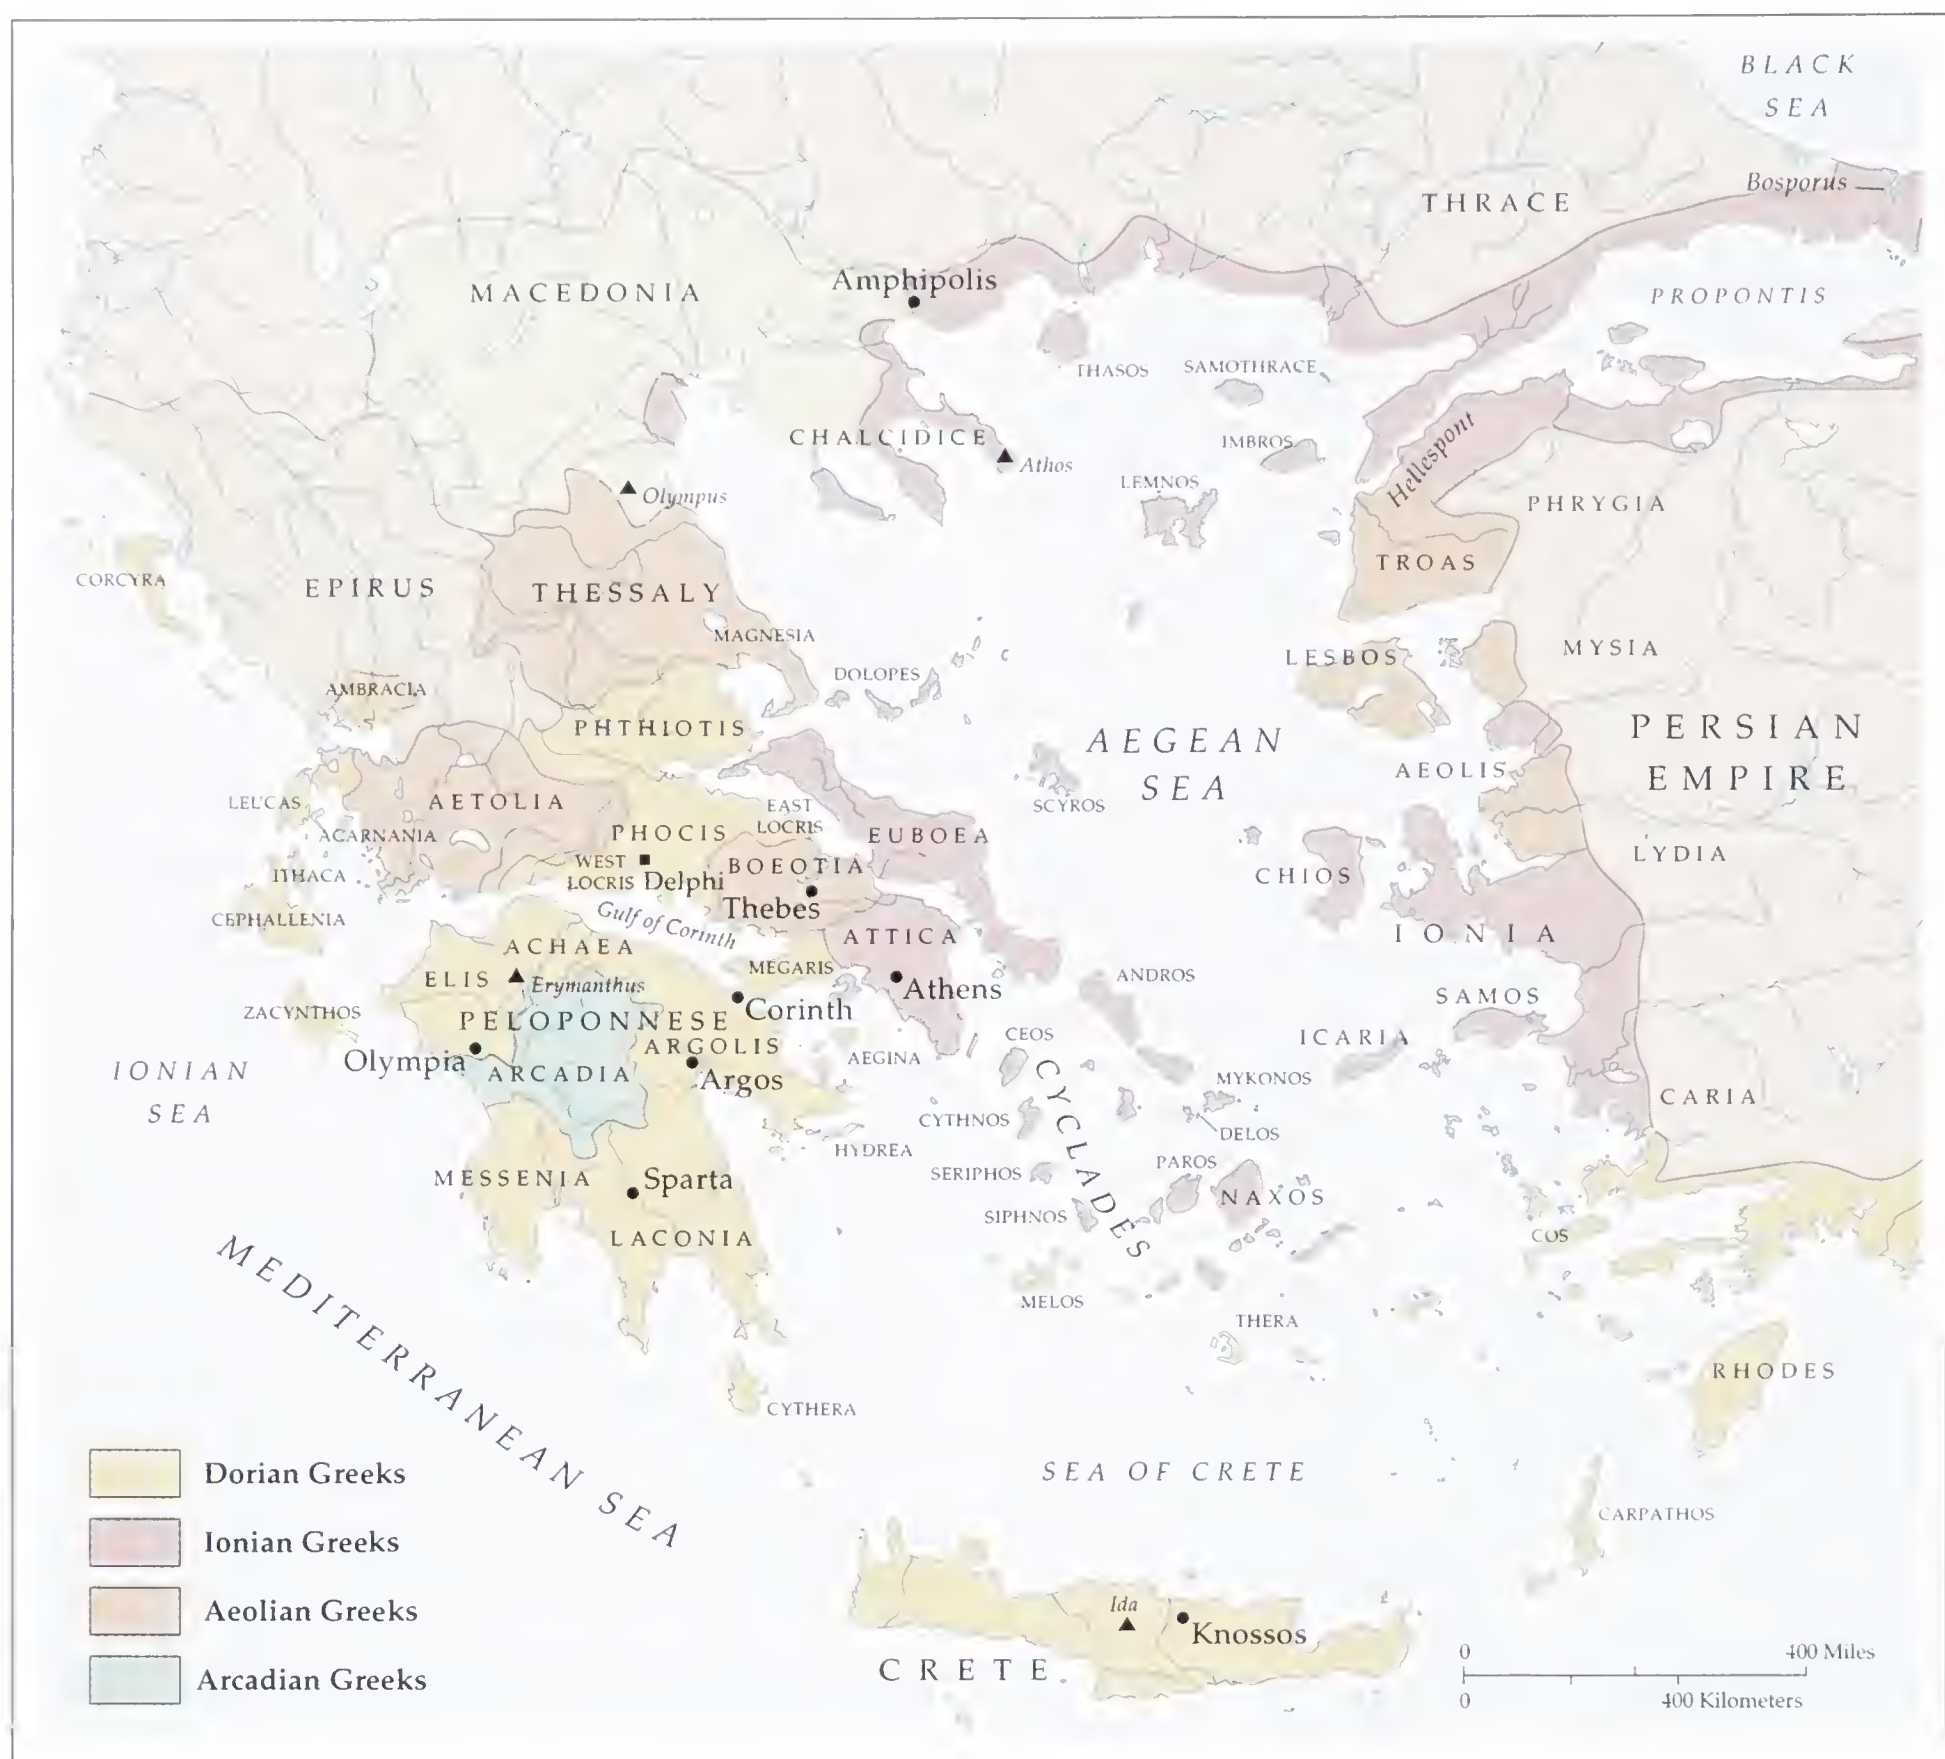 BLACK
SEA
Bosporus
THRACE
Amphipolis
MACEDONIA
PROPONTIS
THASOS
SAMOTHRACE
CHALCIDICE
Athos
IMBROS
Hellespont
LEMNOS
Olympus
PHRYGIA
TROAS
CORCYRA
EPIRUS
THESSALY
MAGNESIA
MYSIA
LESBOS
DOLOPES
AMBRACIA
PHTHIOTIS
PERSIAN
EMPIRE
AEGEAN
SEA
AEOLIS
SCYROS
LEUCAS
AETOLIA
EAST
LOCRIS
PHOCIS
EUBOEA
ACARNANIA
LYDIA
WEST
LOCRIS
Delphi
BOEOTIA
ITHACA
CHIOS
Thebes
CEPHALLENIA
Gulf of Corinth
ATTICA
IONIA
ACHAEA
MEGARIS
ELIS
Erymanthus
ANDROS
Athens
SAMOS
ZACYNTHOS
Corinth
PELOPONNESE
CEOS
ICARIA
ARGOLIS
AEGINA
Olympia
ARCADIA
Argos
IONIAN
SEA
MYKONOS
CYCLADES
CARIA
CYTHNOS
DELOS
HYDREA
PAROS
SERIPHOS
MESSENIA
Sparta
NAXOS
SIPHNOS
LACONIA
COS
MELOS
THERA
MEDITERRANEAN SEA
RHODES
CYTHERA
SEA OF CRETE
CARPATHOS
Dorian Greeks
Ionian Greeks
Aeolian Greeks
Arcadian Greeks
Ida
Knossos
CRETE
0 400 Miles
0 400 Kilometers